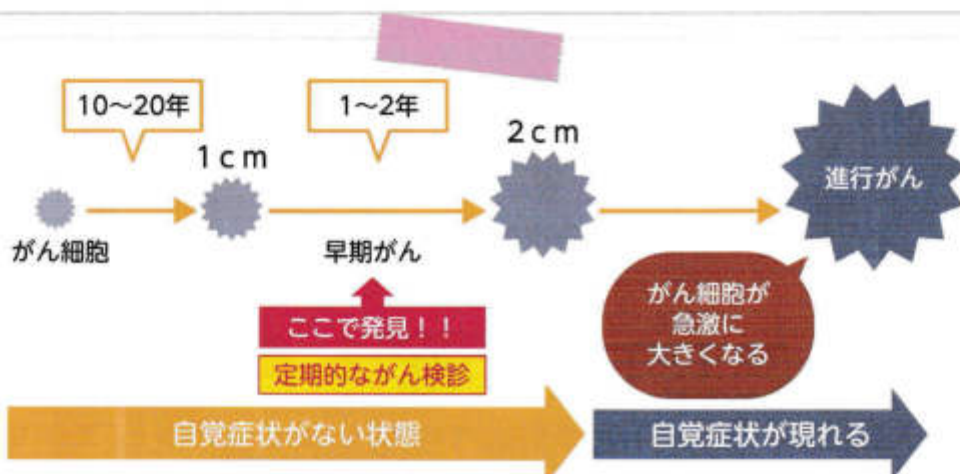 10〜20年
1〜2年
1cm
2cm
進行がん
がん細胞
早期がん
ここで発見！！
定期的ながん検診
がん細胞が
急激に
大きくなる
自覚症状がない状態
自覚症状が現れる